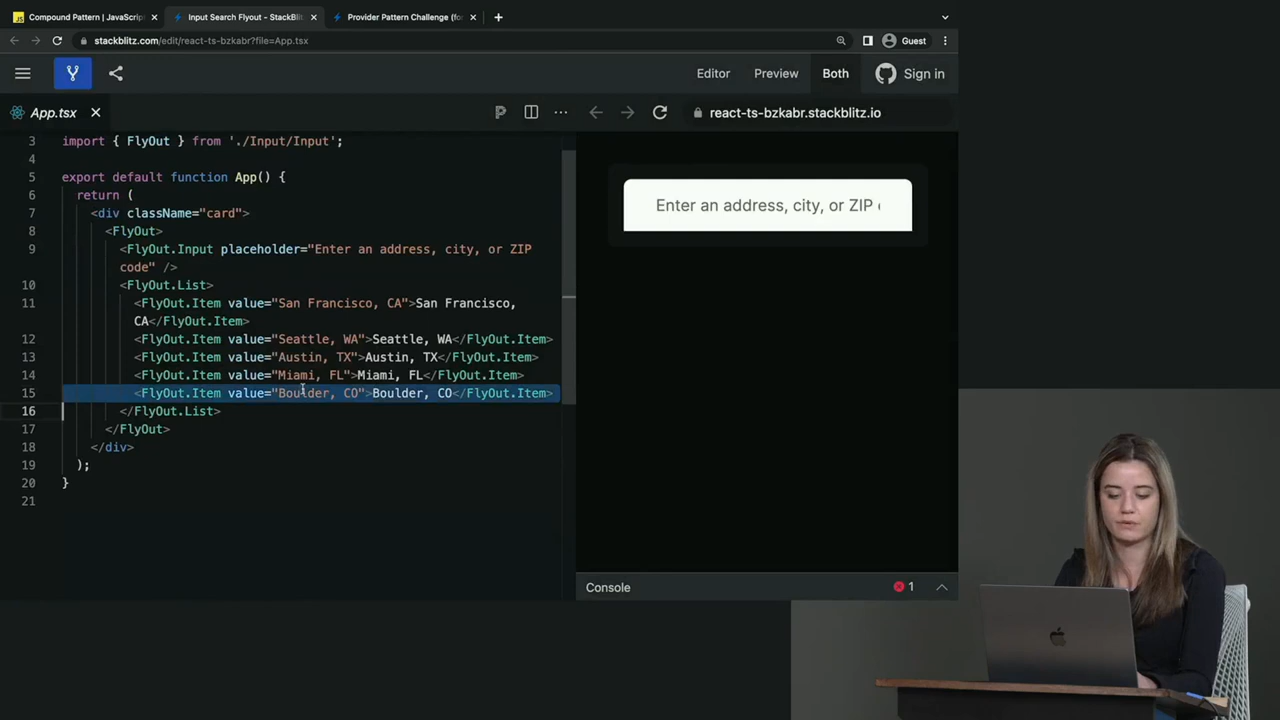 Compound Pattern | JavaScri
Input Search Flyout - StackBli
Provider Pattern Challenge (for
stackblitz.com/edit/react-ts-bzkabr?file=App.tsx
Guest
Editor
Preview
Both
Sign in
App.tsx
react-ts-bzkabr.stackblitz.io
3 import { FlyOut } from './Input/Input';
4
5 export default function App() {
6 return (
7 <div className="card">
8 <FlyOut>
9 <FlyOut.Input placeholder="Enter an address, city, or ZIP
code" />
10 <FlyOut.List>
11 <FlyOut.Item value="San Francisco, CA">San Francisco,
CA</FlyOut.Item>
12 <FlyOut.Item value="Seattle, WA">Seattle, WA</FlyOut.Item>
13 <FlyOut.Item value="Austin, TX">Austin, TX</FlyOut.Item>
14 <FlyOut.Item value="Miami, FL">Miami, FL</FlyOut.Item>
15 <FlyOut.Item value="Boulder, CO">Boulder, CO</FlyOut.Item>
16 </FlyOut.List>
17 </FlyOut>
18 </div>
19 );
20 }
21
Enter an address, city, or ZIP
Console
1